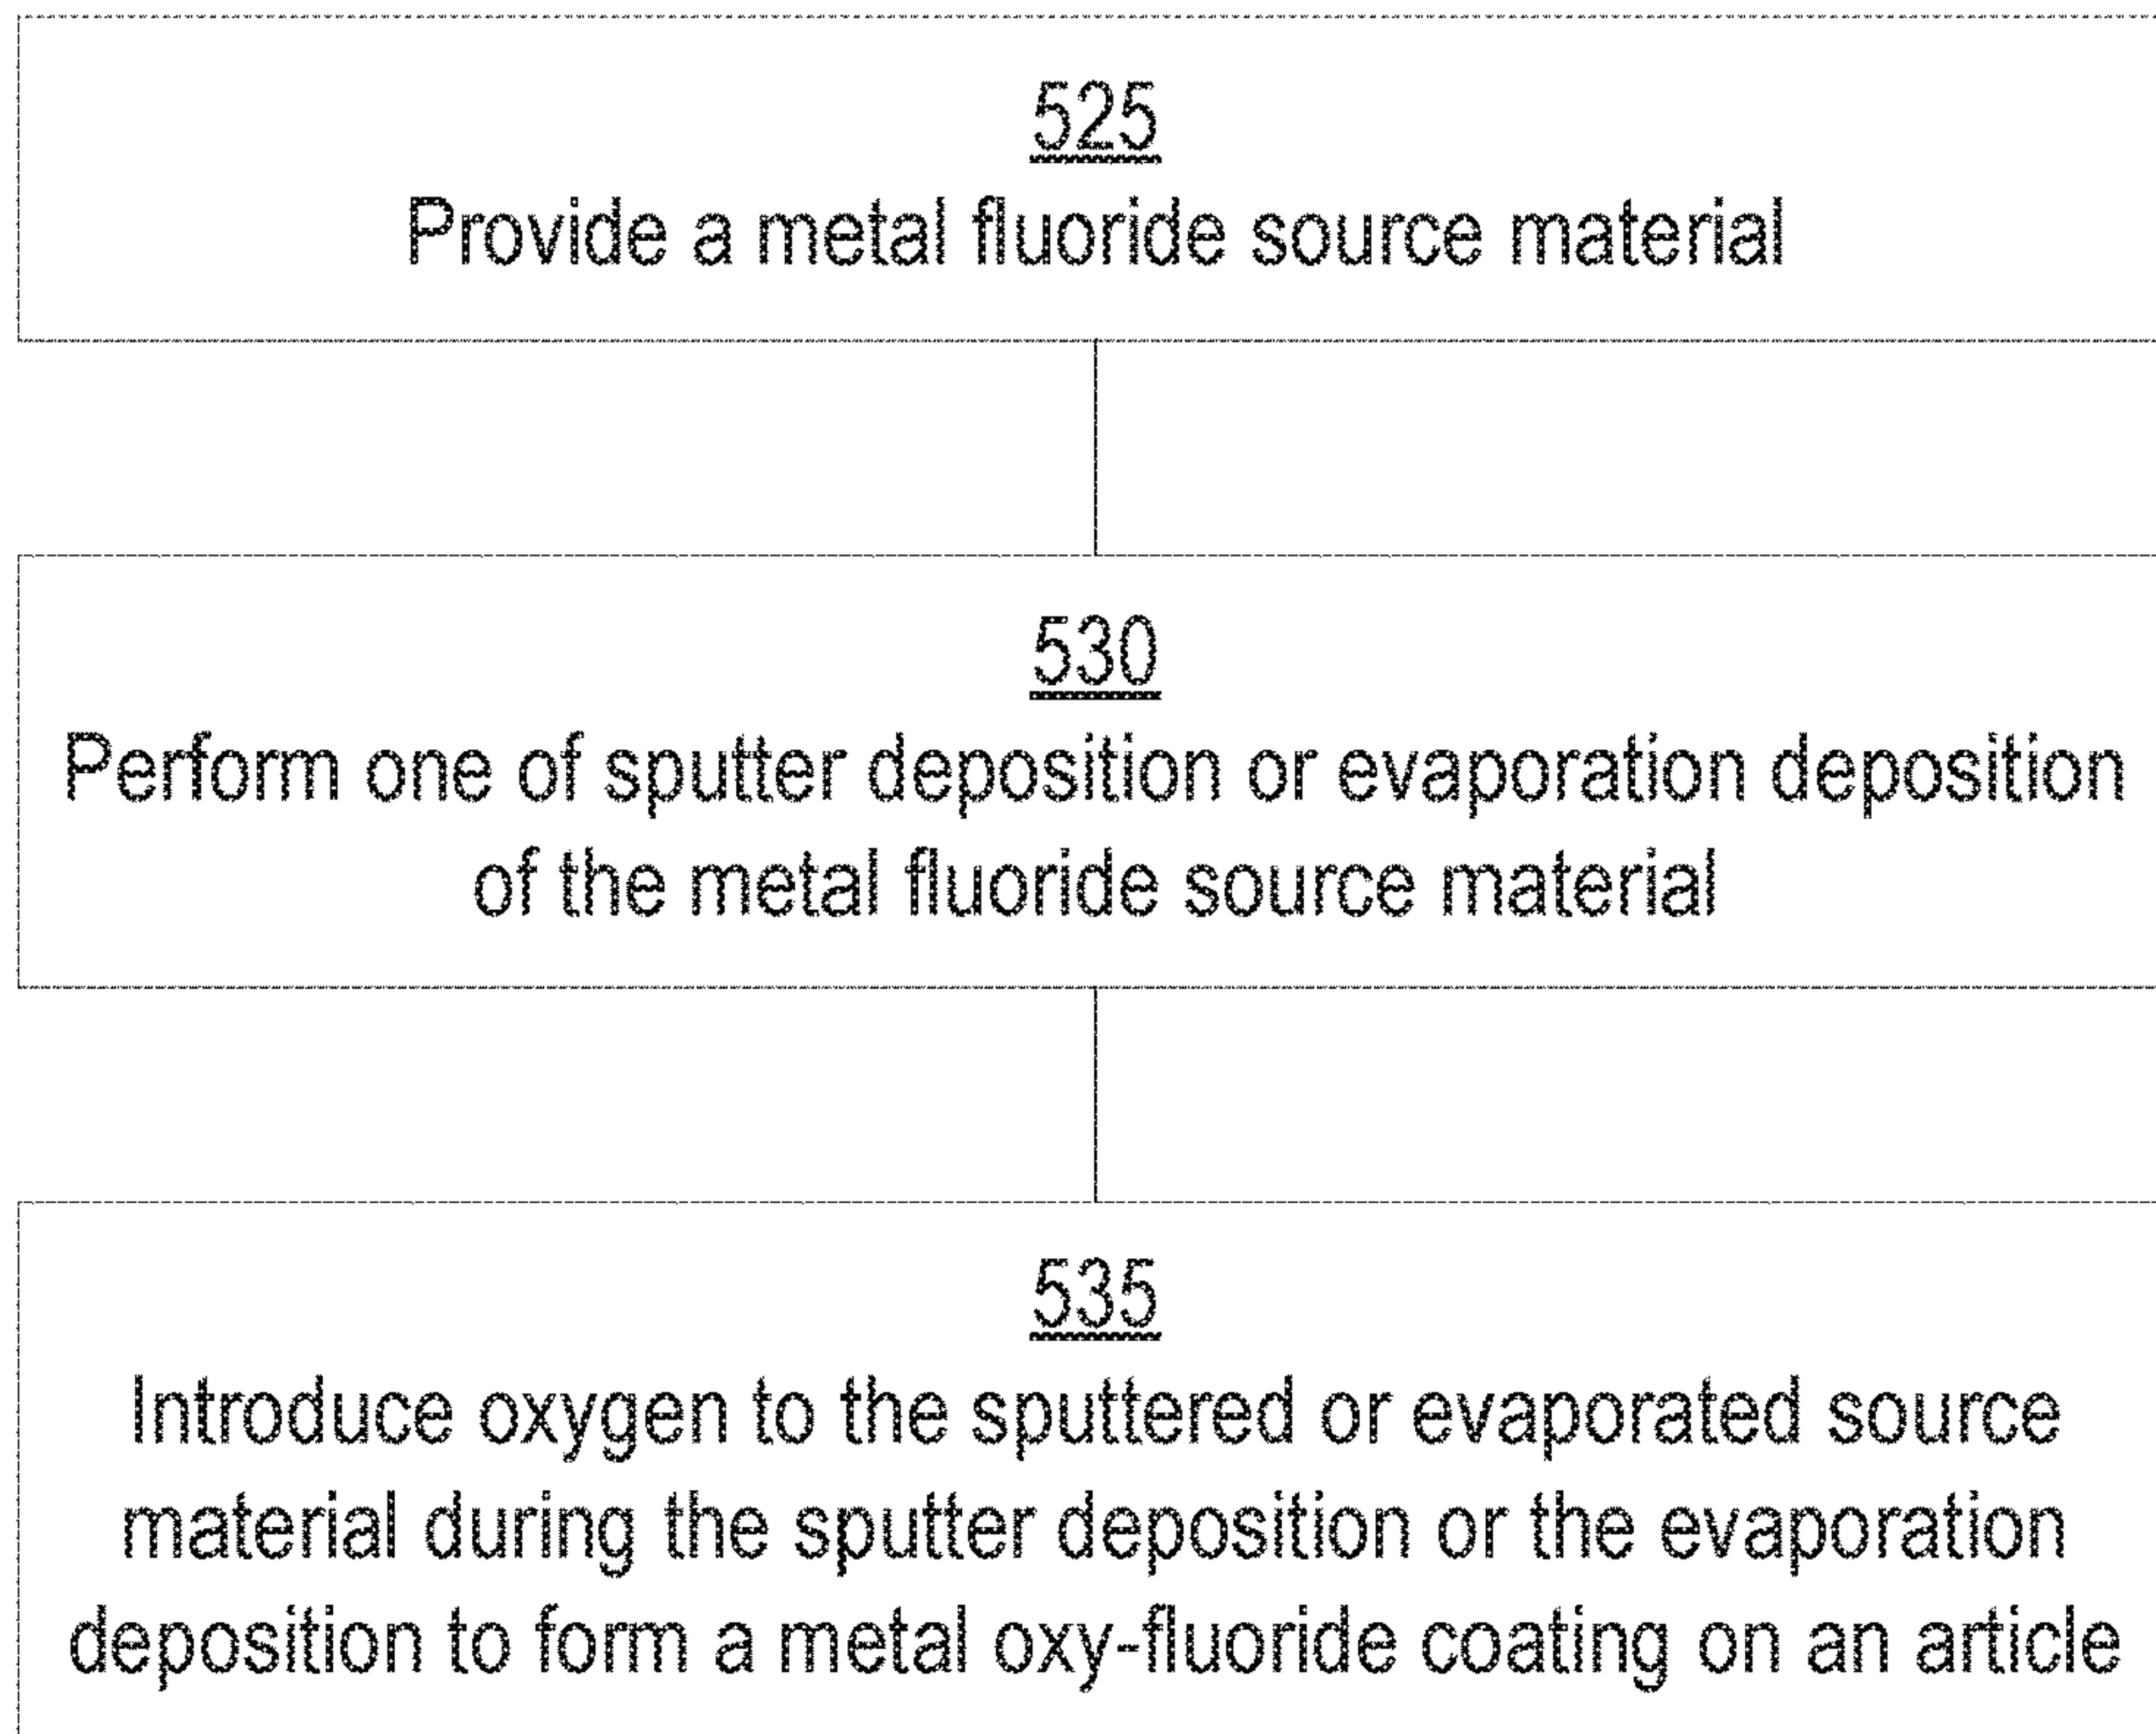 525
Provide a metal fluoride source material
530
Perform one of sputter deposition or evaporation deposition
of the metal fluoride source material
535
Introduce oxygen to the sputtered or evaporated source
material during the sputter deposition or the evaporation
deposition to form a metal oxy-fluoride coating on an article